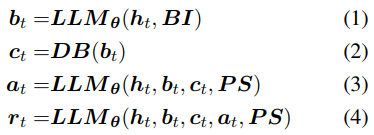 b_t =LLM_θ(h_t, BI) (1)
c_t =DB(b_t) (2)
a_t =LLM_θ(h_t, b_t, c_t, PS) (3)
r_t =LLM_θ(h_t, b_t, c_t, a_t, PS) (4)